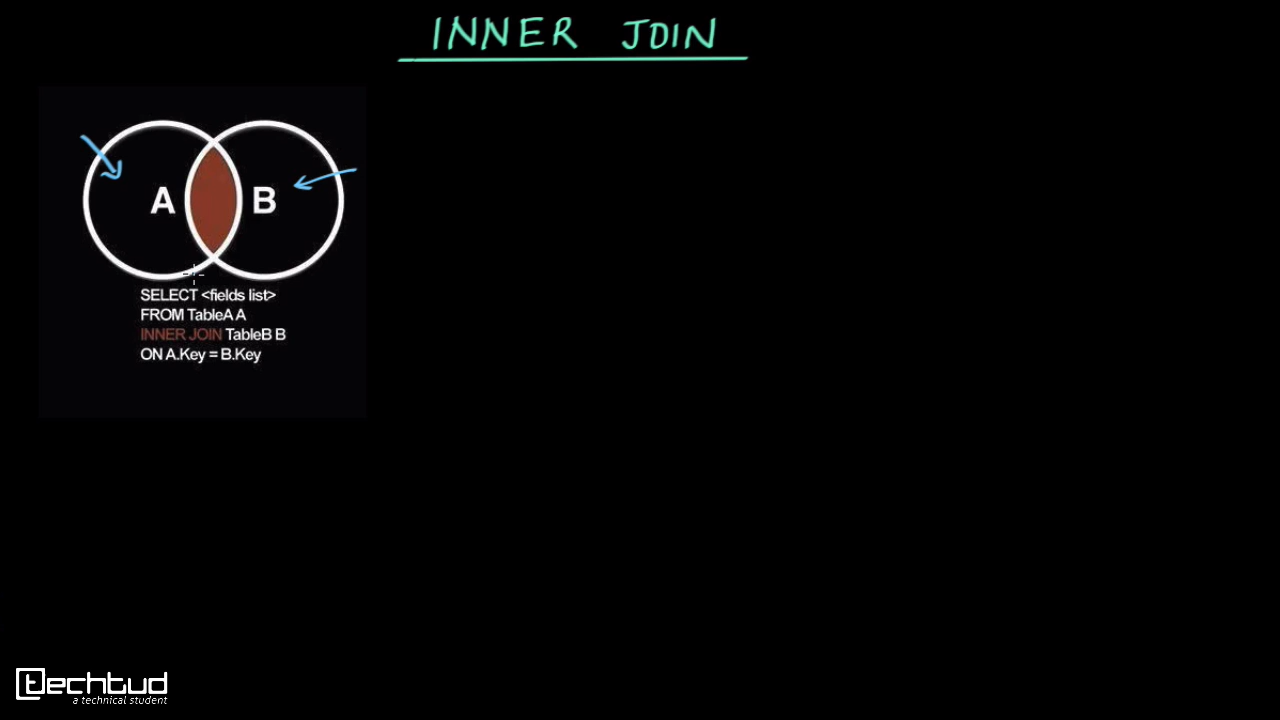 INNER JOIN
A B
SELECT <fields list>
FROM TableA A
INNER JOIN TableB B
ON A.Key = B.Key
techtud
a technical student